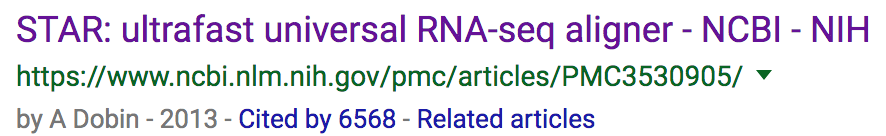 STAR: ultrafast universal RNA-seq aligner - NCBI - NIH
https://www.ncbi.nlm.nih.gov/pmc/articles/PMC3530905/
by A Dobin - 2013 - Cited by 6568 - Related articles